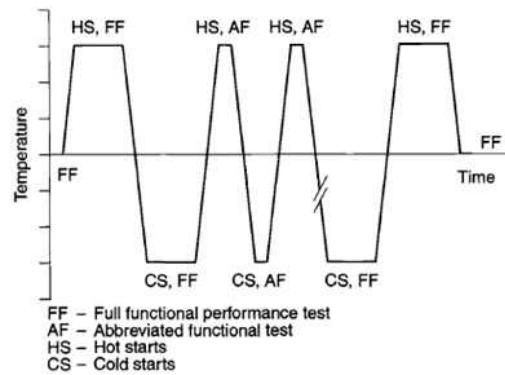 HS, FF
HS, AF
HS, AF
HS, FF
Temperature
FF
FF
Time
CS, FF
CS, AF
CS, FF
FF – Full functional performance test
AF – Abbreviated functional test
HS – Hot starts
CS – Cold starts